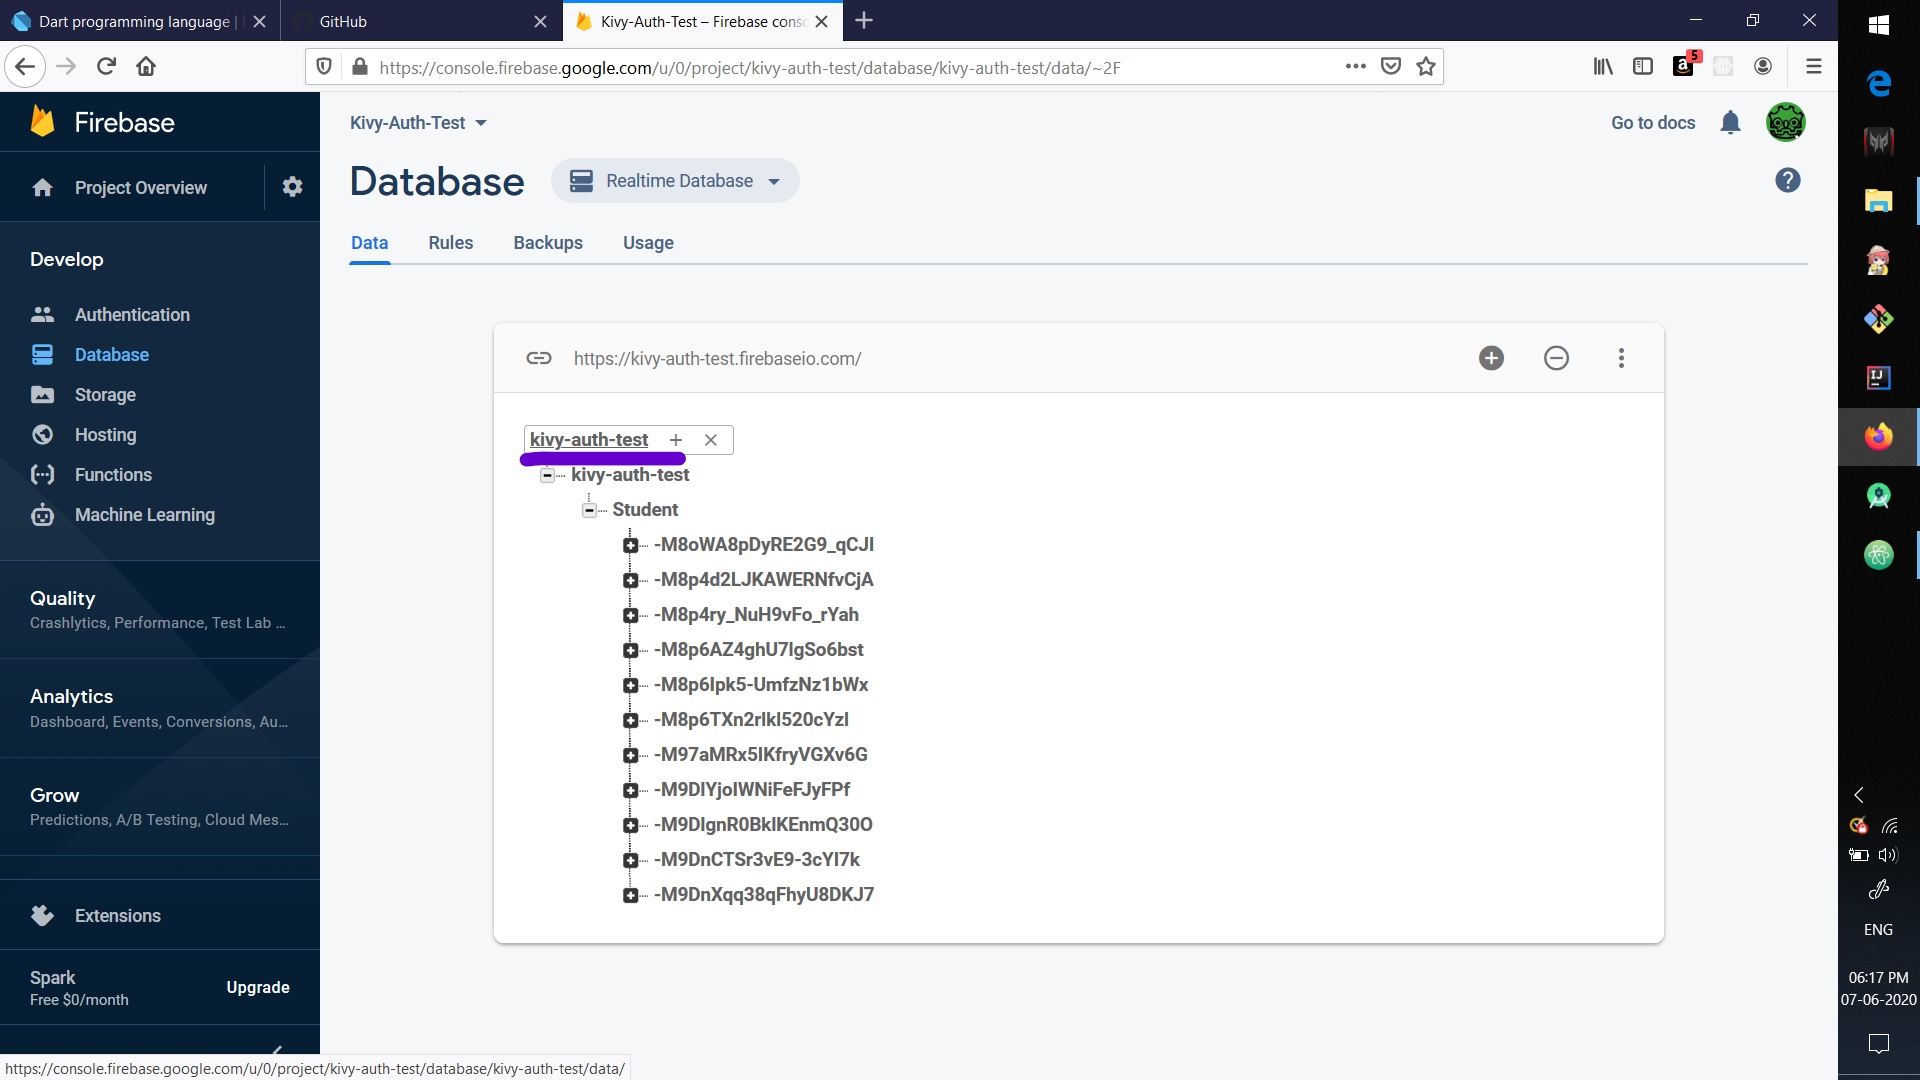 Dart programming language |
GitHub
Kivy-Auth-Test – Firebase conso
https://console.firebase.google.com/u/0/project/kivy-auth-test/database/kivy-auth-test/data/~2F
5
Firebase
Project Overview
Develop
Authentication
Database
Storage
Hosting
Functions
Machine Learning
Quality
Crashlytics, Performance, Test Lab ...
Analytics
Dashboard, Events, Conversions, Au...
Grow
Predictions, A/B Testing, Cloud Mes...
Extensions
Spark
Free $0/month
Upgrade
Kivy-Auth-Test
Go to docs
Database
Realtime Database
Data
Rules
Backups
Usage
https://kivy-auth-test.firebaseio.com/
kivy-auth-test
kivy-auth-test
Student
-M8oWA8pDyRE2G9_qCJI
-M8p4d2LJKAWERNfvCjA
-M8p4ry_NuH9vFo_rYah
-M8p6AZ4ghU7lgSo6bst
-M8p6Ipk5-UmfzNz1bWx
-M8p6TXn2rlkl520cYzl
-M97aMRx5IKfryVGXv6G
-M9DIYjoIWNiFeFJyFPf
-M9DIgnR0BklKEnmQ30O
-M9DnCTSr3vE9-3cYI7k
-M9DnXqq38qFhyU8DKJ7
ENG
06:17 PM
07-06-2020
https://console.firebase.google.com/u/0/project/kivy-auth-test/database/kivy-auth-test/data/